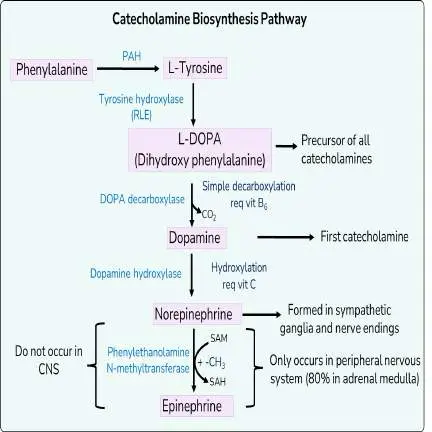 Catecholamine Biosynthesis Pathway
PAH
Phenylalanine
L-Tyrosine
Tyrosine hydroxylase
(RLE)
L-DOPA
(Dihydroxy phenylalanine)
Precursor of all
catecholamines
DOPA decarboxylase
Simple decarboxylation
req vit B₆
CO₂
Dopamine
First catecholamine
Dopamine hydroxylase
Hydroxylation
req vit C
Norepinephrine
Formed in sympathetic
ganglia and nerve endings
Do not occur in
CNS
Phenylethanolamine
N-methyltransferase
SAM
+ -CH₃
SAH
Only occurs in peripheral nervous
system (80% in adrenal medulla)
Epinephrine